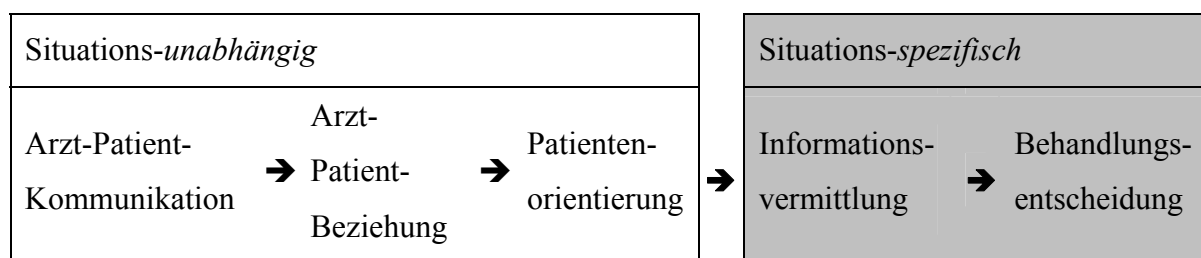 Situations-unabhängig
Arzt-Patient-
Kommunikation
➔
Arzt-
Patient-
Beziehung
➔
Patienten-
orientierung
➔
Situations-spezifisch
Informations-
vermittlung
➔
Behandlungs-
entscheidung